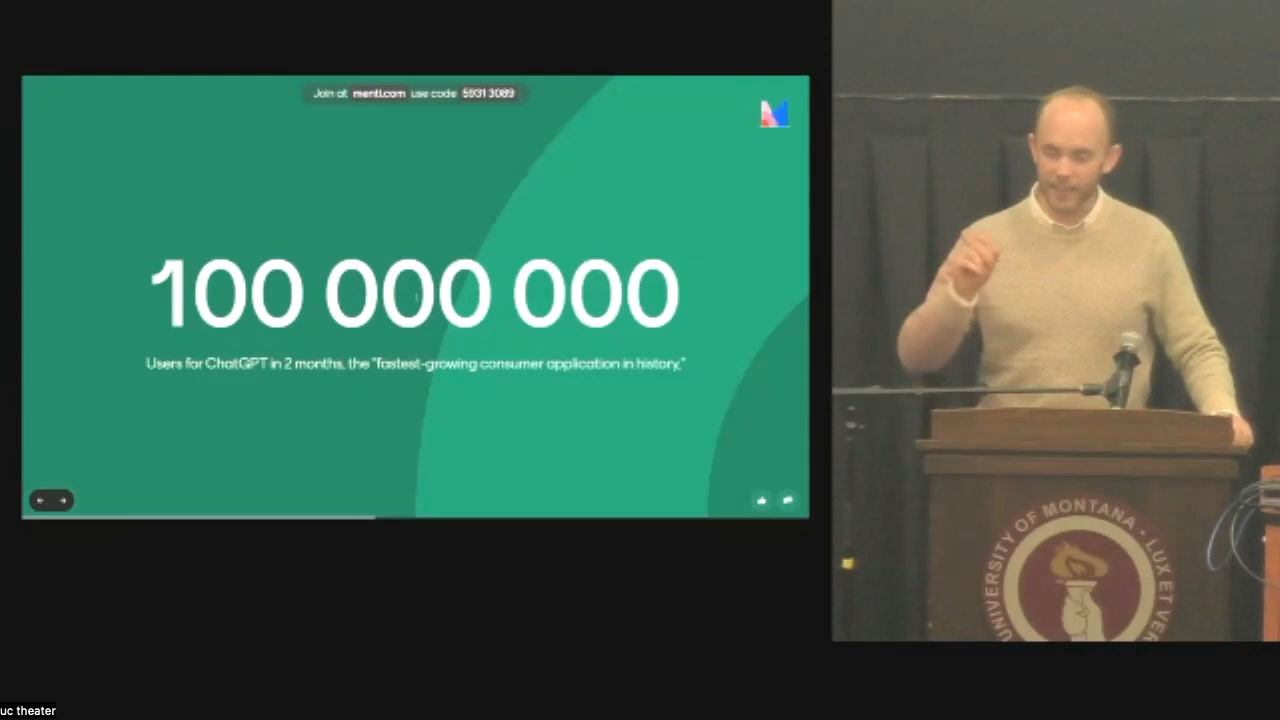 Join at menti.com use code 5931 3089
100 000 000
Users for ChatGPT in 2 months, the "fastest-growing consumer application in history."
UNIVERSITY OF MONTANA · LUX ET VER
uc theater